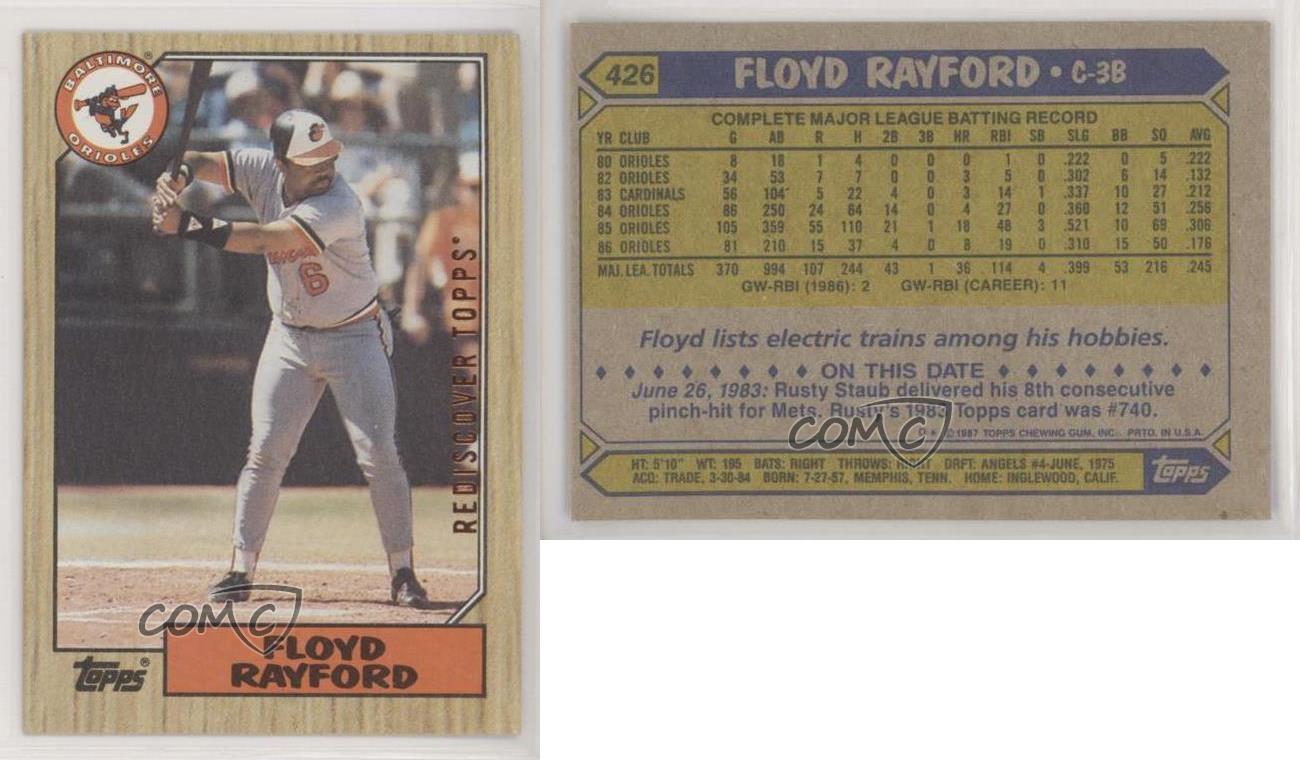 BALTIMORE
ORIOLES
®
6
REDISCOVER TOPPS®
COMC
FLOYD
RAYFORD
TOPPS®
426
FLOYD RAYFORD • C-3B
COMPLETE MAJOR LEAGUE BATTING RECORD
YR CLUB G AB R H 2B 3B HR RBI SB SLG BB SO AVG
80 ORIOLES 8 18 1 4 0 0 0 1 0 .222 0 5 .222
82 ORIOLES 34 53 7 7 0 0 3 5 0 .302 6 14 .132
83 CARDINALS 56 104 5 22 4 0 3 14 1 .337 10 27 .212
84 ORIOLES 86 250 24 64 14 0 4 27 0 .360 12 51 .256
85 ORIOLES 105 359 55 110 21 1 18 48 3 .521 10 69 .306
86 ORIOLES 81 210 15 37 4 0 8 19 0 .310 15 50 .176
MAJ. LEA. TOTALS 370 994 107 244 43 1 36 114 4 .399 53 216 .245
GW-RBI (1986): 2 GW-RBI (CAREER): 11
Floyd lists electric trains among his hobbies.
ON THIS DATE
June 26, 1983: Rusty Staub delivered his 8th consecutive
pinch-hit for Mets. Rusty's 1983 Topps card was #740.
COMC
©1987 TOPPS CHEWING GUM, INC. PRTD. IN U.S.A.
HT: 5'10" WT: 195 BATS: RIGHT THROWS: RIGHT DRFT: ANGELS #4-JUNE, 1975
ACQ: TRADE, 3-30-84 BORN: 7-27-57, MEMPHIS, TENN. HOME: INGLEWOOD, CALIF.
topps